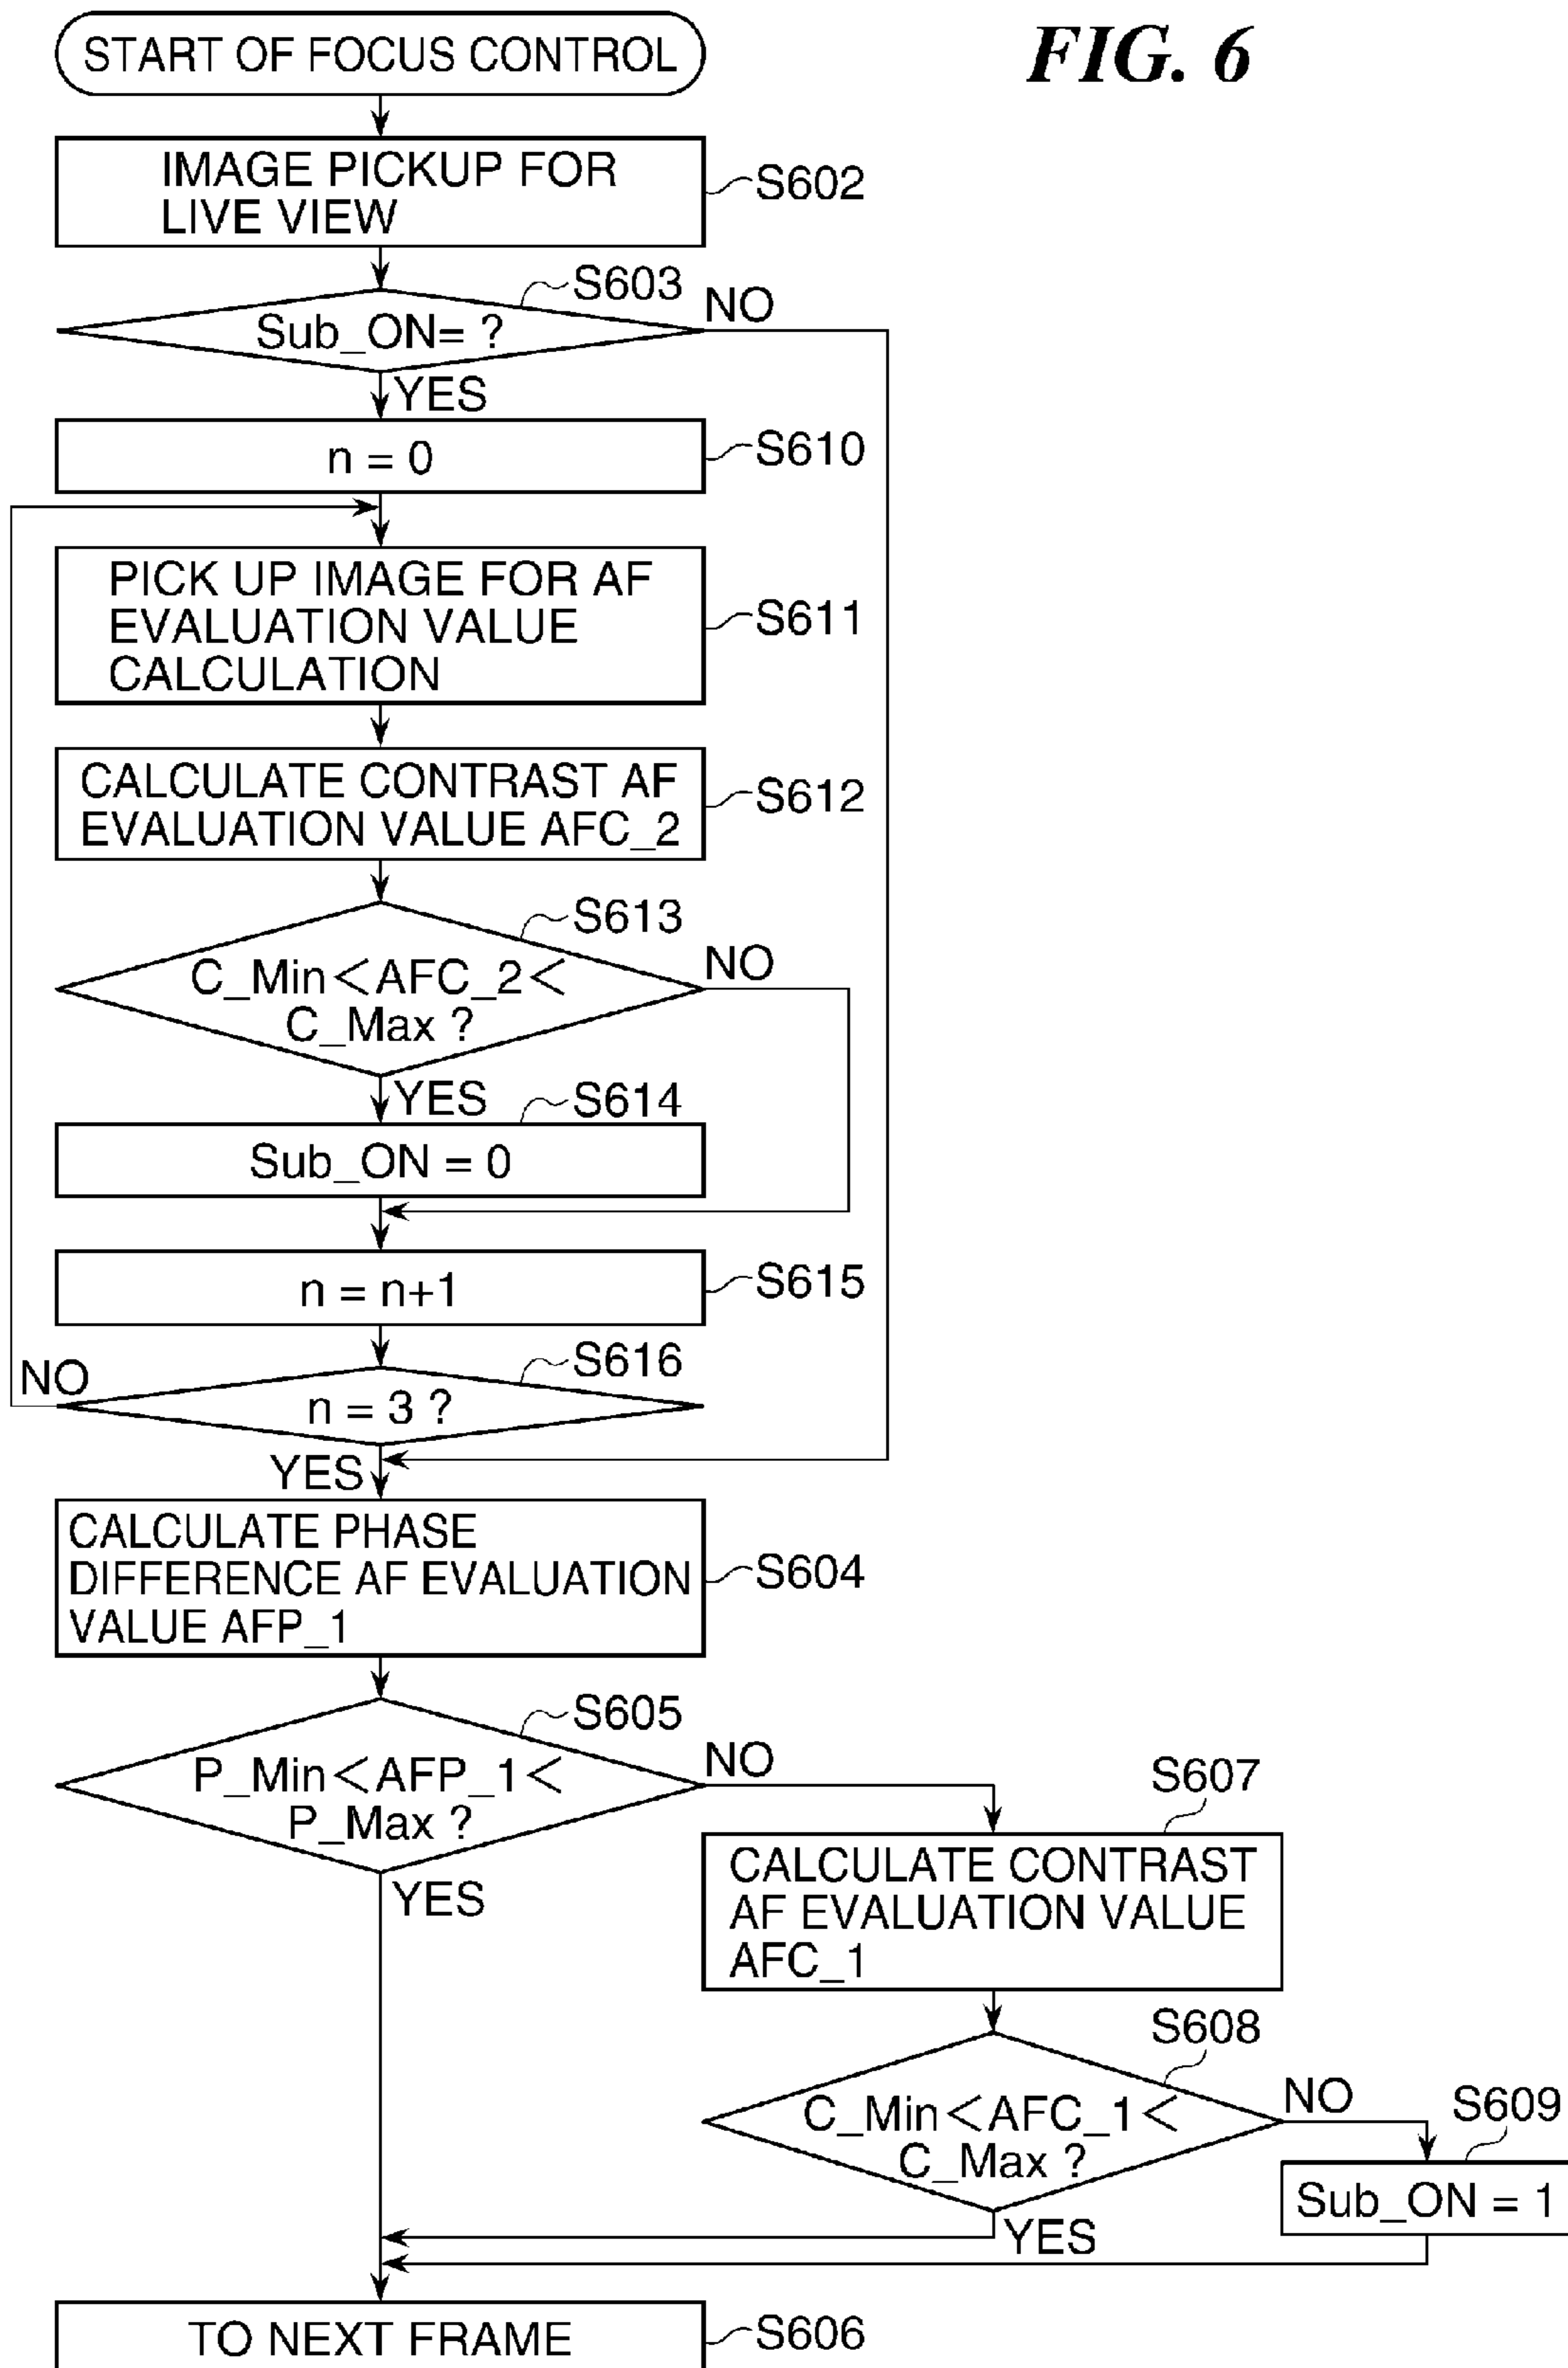 FIG. 6
START OF FOCUS CONTROL
IMAGE PICKUP FOR
LIVE VIEW
S602
S603
Sub_ON= ?
NO
YES
n = 0
S610
PICK UP IMAGE FOR AF
EVALUATION VALUE
CALCULATION
S611
CALCULATE CONTRAST AF
EVALUATION VALUE AFC_2
S612
S613
C_Min<AFC_2<
C_Max ?
NO
YES
S614
Sub_ON = 0
n = n+1
S615
S616
NO
n = 3 ?
YES
CALCULATE PHASE
DIFFERENCE AF EVALUATION
VALUE AFP_1
S604
S605
P_Min<AFP_1<
P_Max ?
NO
YES
S607
CALCULATE CONTRAST
AF EVALUATION VALUE
AFC_1
S608
C_Min<AFC_1<
C_Max ?
NO
YES
S609
Sub_ON = 1
TO NEXT FRAME
S606